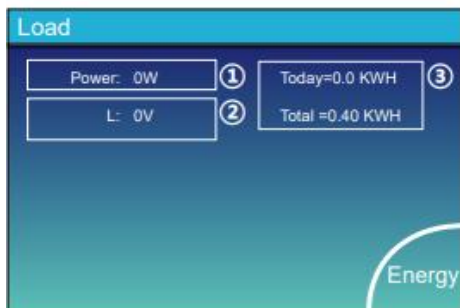 Load
Power: 0W ①
L: 0V ②
Today=0.0 KWH ③
Total =0.40 KWH
Energy